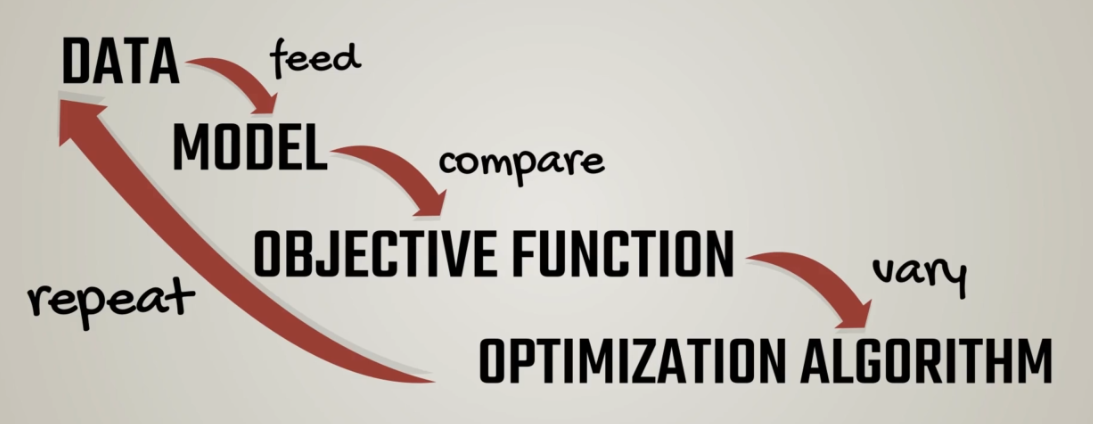 DATA
feed
MODEL
compare
OBJECTIVE FUNCTION
vary
repeat
OPTIMIZATION ALGORITHM